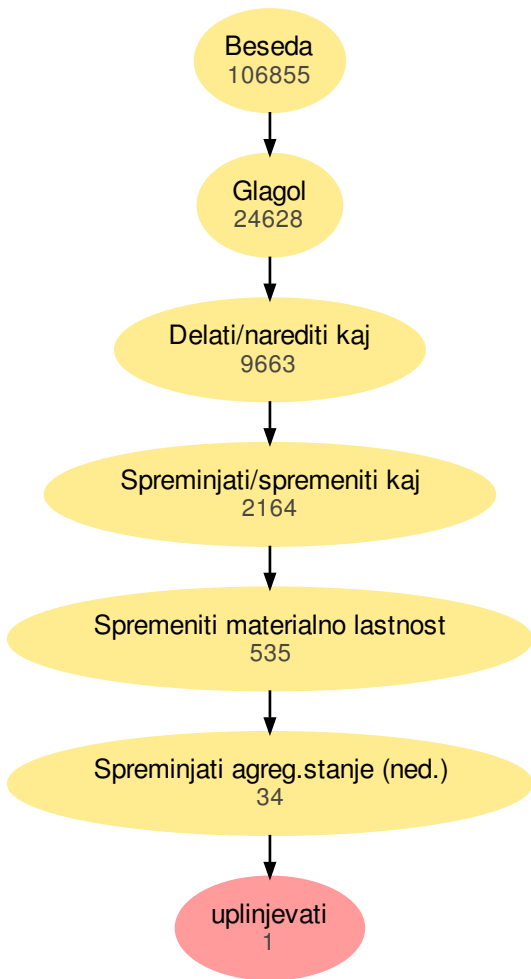 Beseda
106855
Glagol
24628
Delati/narediti kaj
9663
Spreminjati/spremeniti kaj
2164
Spremeniti materialno lastnost
535
Spreminjati agreg.stanje (ned.)
34
uplinjevati
1